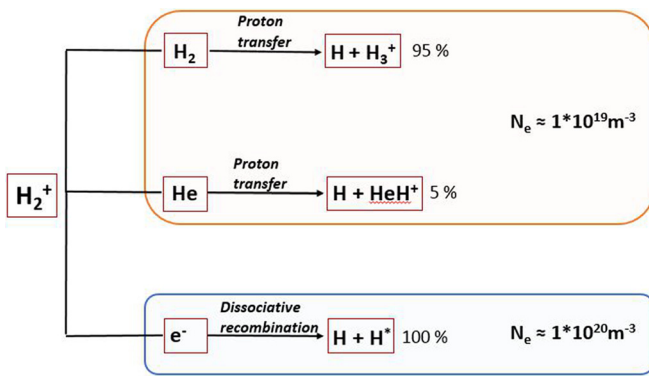 Proton
transfer
H₂
H + H₃⁺ 95 %
Nₑ ≈ 1*10¹⁹m⁻³
H₂⁺
Proton
transfer
He
H + HeH⁺ 5 %
Dissociative
recombination
e⁻
H + H* 100 %
Nₑ ≈ 1*10²⁰m⁻³